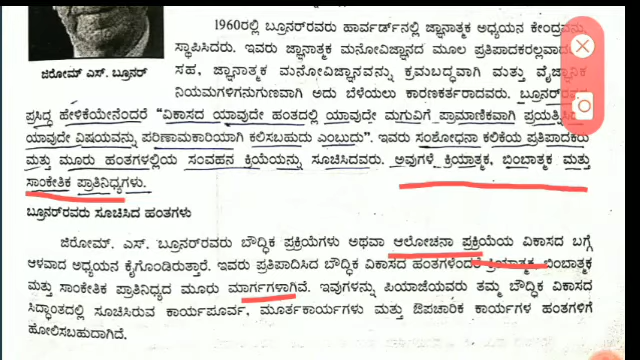 1960ರಲ್ಲಿ ಬ್ರೂನರ್‌ರವರು ಹಾರ್ವರ್ಡ್‌ನಲ್ಲಿ ಜ್ಞಾನಾತ್ಮಕ ಅಧ್ಯಯನ ಕೇಂದ್ರವನ್ನು
ಸ್ಥಾಪಿಸಿದರು. ಇವರು ಜ್ಞಾನಾತ್ಮಕ ಮನೋವಿಜ್ಞಾನದ ಮೂಲ ಪ್ರತಿಪಾದಕರಲ್ಲವಾದರೂ
ಸಹ, ಜ್ಞಾನಾತ್ಮಕ ಮನೋವಿಜ್ಞಾನವನ್ನು ಕ್ರಮಬದ್ಧವಾಗಿ ಮತ್ತು ವೈಜ್ಞಾನಿಕ
ಜೆರೋಮ್ ಎಸ್. ಬ್ರೂನರ್
ನಿಯಮಗಳಿಗನುಗುಣವಾಗಿ ಅದು ಬೆಳೆಯಲು ಕಾರಣಕರ್ತರಾದವರು. ಬ್ರೂನರ್‌ರವರ
ಪ್ರಸಿದ್ಧ ಹೇಳಿಕೆಯೇನೆಂದರೆ "ವಿಕಾಸದ ಯಾವುದೇ ಹಂತದಲ್ಲಿ ಯಾವುದೇ ಮಗುವಿಗೆ ಪ್ರಾಮಾಣಿಕವಾಗಿ ಪ್ರಯತ್ನಿಸಿದರೆ
ಯಾವುದೇ ವಿಷಯವನ್ನು ಪರಿಣಾಮಕಾರಿಯಾಗಿ ಕಲಿಸಬಹುದು ಎಂಬುದು". ಇವರು ಸಂಶೋಧನಾ ಕಲಿಕೆಯ ಪ್ರತಿಪಾದಕರು
ಮತ್ತು ಮೂರು ಹಂತಗಳಲ್ಲಿಯ ಸಂವಹನ ಕ್ರಿಯೆಯನ್ನು ಸೂಚಿಸಿದವರು. ಅವುಗಳೆ ಕ್ರಿಯಾತ್ಮಕ, ಬಿಂಬಾತ್ಮಕ ಮತ್ತು
ಸಾಂಕೇತಿಕ ಪ್ರಾತಿನಿಧ್ಯಗಳು.
ಬ್ರೂನರ್‌ರವರು ಸೂಚಿಸಿದ ಹಂತಗಳು
ಜೆರೋಮ್. ಎಸ್. ಬ್ರೂನರ್‌ರವರು ಬೌದ್ಧಿಕ ಪ್ರಕ್ರಿಯೆಗಳು ಅಥವಾ ಆಲೋಚನಾ ಪ್ರಕ್ರಿಯೆಯ ವಿಕಾಸದ ಬಗ್ಗೆ
ಆಳವಾದ ಅಧ್ಯಯನ ಕೈಗೊಂಡಿರುತ್ತಾರೆ. ಇವರು ಪ್ರತಿಪಾದಿಸಿದ ಬೌದ್ಧಿಕ ವಿಕಾಸದ ಹಂತಗಳೆಂದರೆ ಕ್ರಿಯಾತ್ಮಕ, ಬಿಂಬಾತ್ಮಕ
ಮತ್ತು ಸಾಂಕೇತಿಕ ಪ್ರಾತಿನಿಧ್ಯದ ಮೂರು ಮಾರ್ಗಗಳಾಗಿವೆ. ಇವುಗಳನ್ನು ಪಿಯಾಜೆಯವರು ತಮ್ಮ ಬೌದ್ಧಿಕ ವಿಕಾಸದ
ಸಿದ್ಧಾಂತದಲ್ಲಿ ಸೂಚಿಸಿರುವ ಕಾರ್ಯಪೂರ್ವ, ಮೂರ್ತಕಾರ್ಯಗಳು ಮತ್ತು ಔಪಚಾರಿಕ ಕಾರ್ಯಗಳ ಹಂತಗಳಿಗೆ
ಹೋಲಿಸಬಹುದಾಗಿದೆ.